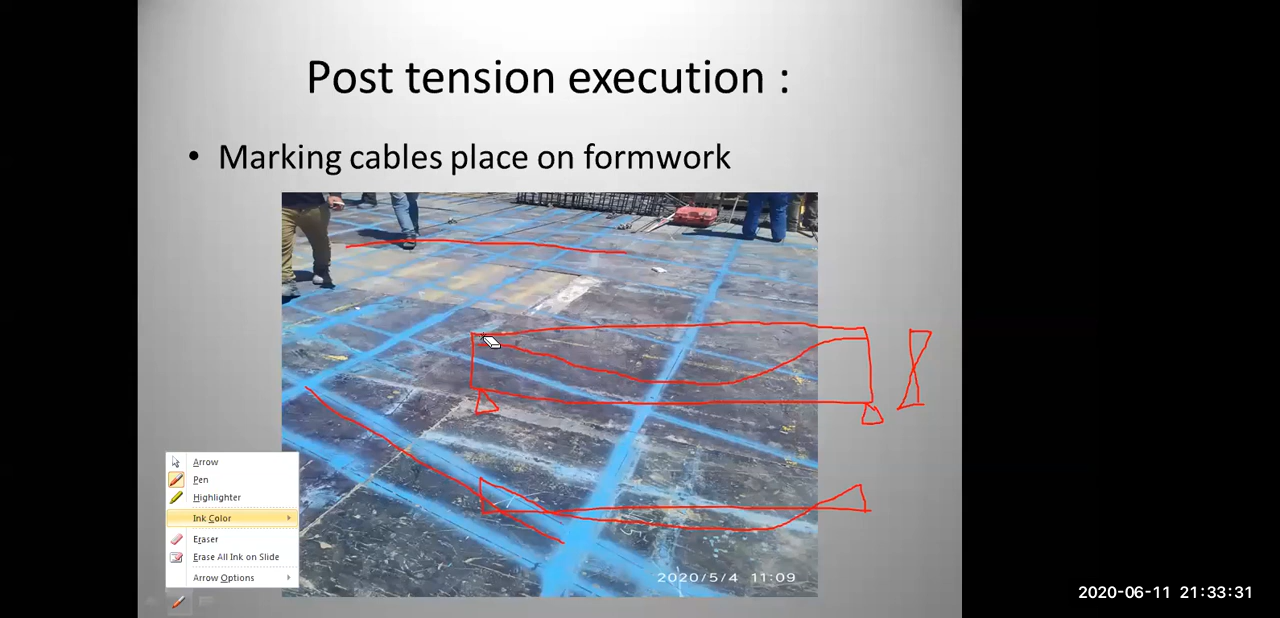 Post tension execution :
• Marking cables place on formwork
Arrow
Pen
Highlighter
Ink Color
Eraser
Erase All Ink on Slide
Arrow Options
2020/5/4 11:09
2020-06-11 21:33:31